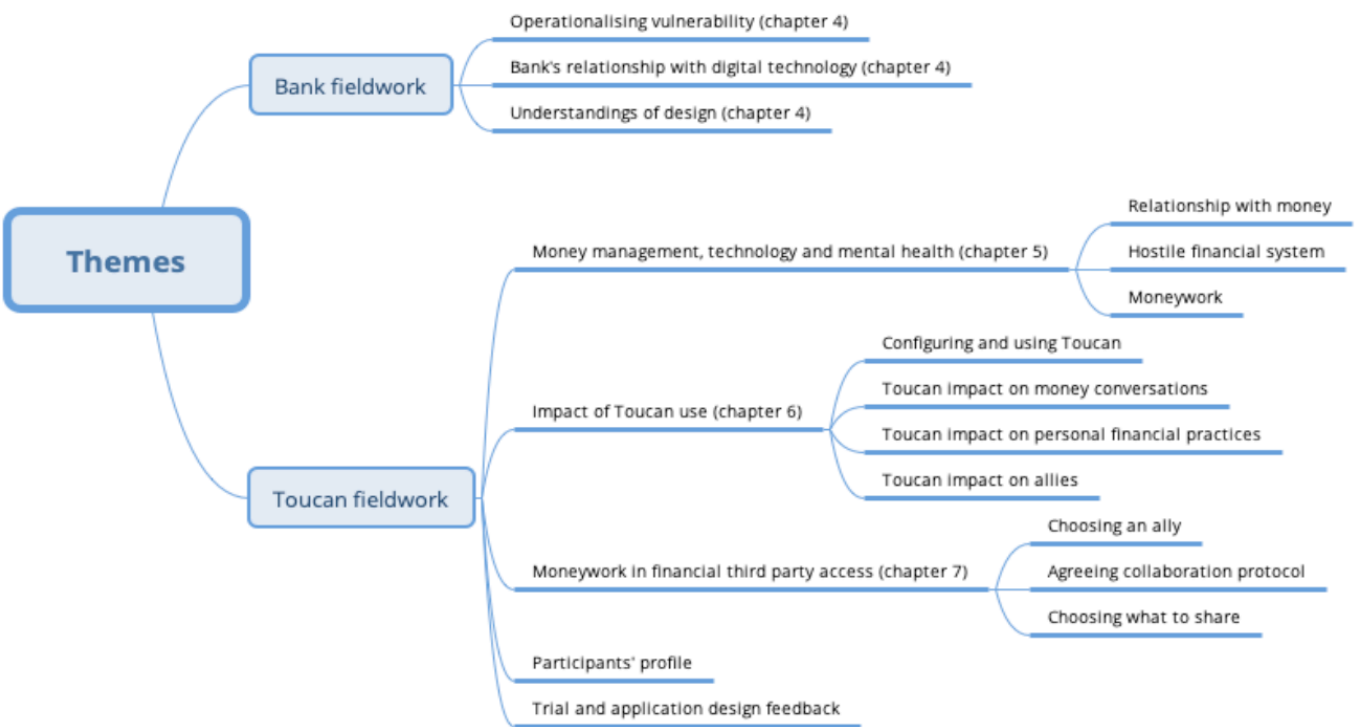 Themes
Bank fieldwork
Operationalising vulnerability (chapter 4)
Bank's relationship with digital technology (chapter 4)
Understandings of design (chapter 4)
Toucan fieldwork
Money management, technology and mental health (chapter 5)
Relationship with money
Hostile financial system
Moneywork
Impact of Toucan use (chapter 6)
Configuring and using Toucan
Toucan impact on money conversations
Toucan impact on personal financial practices
Toucan impact on allies
Moneywork in financial third party access (chapter 7)
Choosing an ally
Agreeing collaboration protocol
Choosing what to share
Participants' profile
Trial and application design feedback